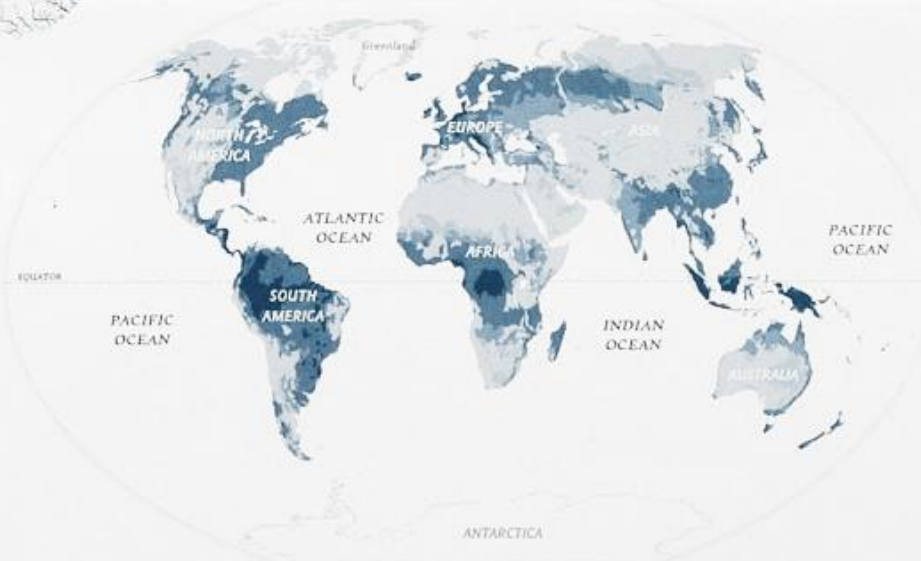 Greenland
NORTH
AMERICA
EUROPE
ASIA
ATLANTIC
OCEAN
PACIFIC
OCEAN
AFRICA
EQUATOR
SOUTH
AMERICA
PACIFIC
OCEAN
INDIAN
OCEAN
AUSTRALIA
ANTARCTICA